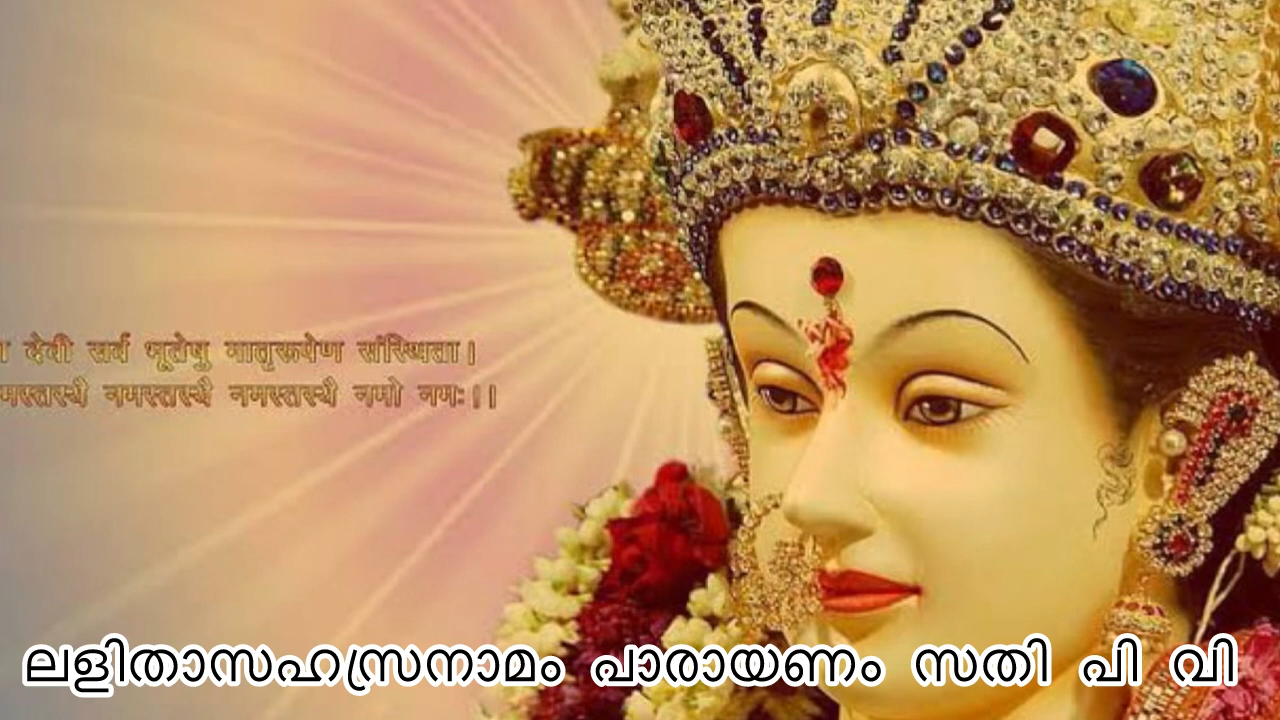 देवी सर्व भूतेषु मातृरूपेण संस्थिता।
नमस्तस्यै नमस्तस्यै नमो नमः।।
ലളിതാസഹസ്രനാമം പാരായണം സതി പി വി